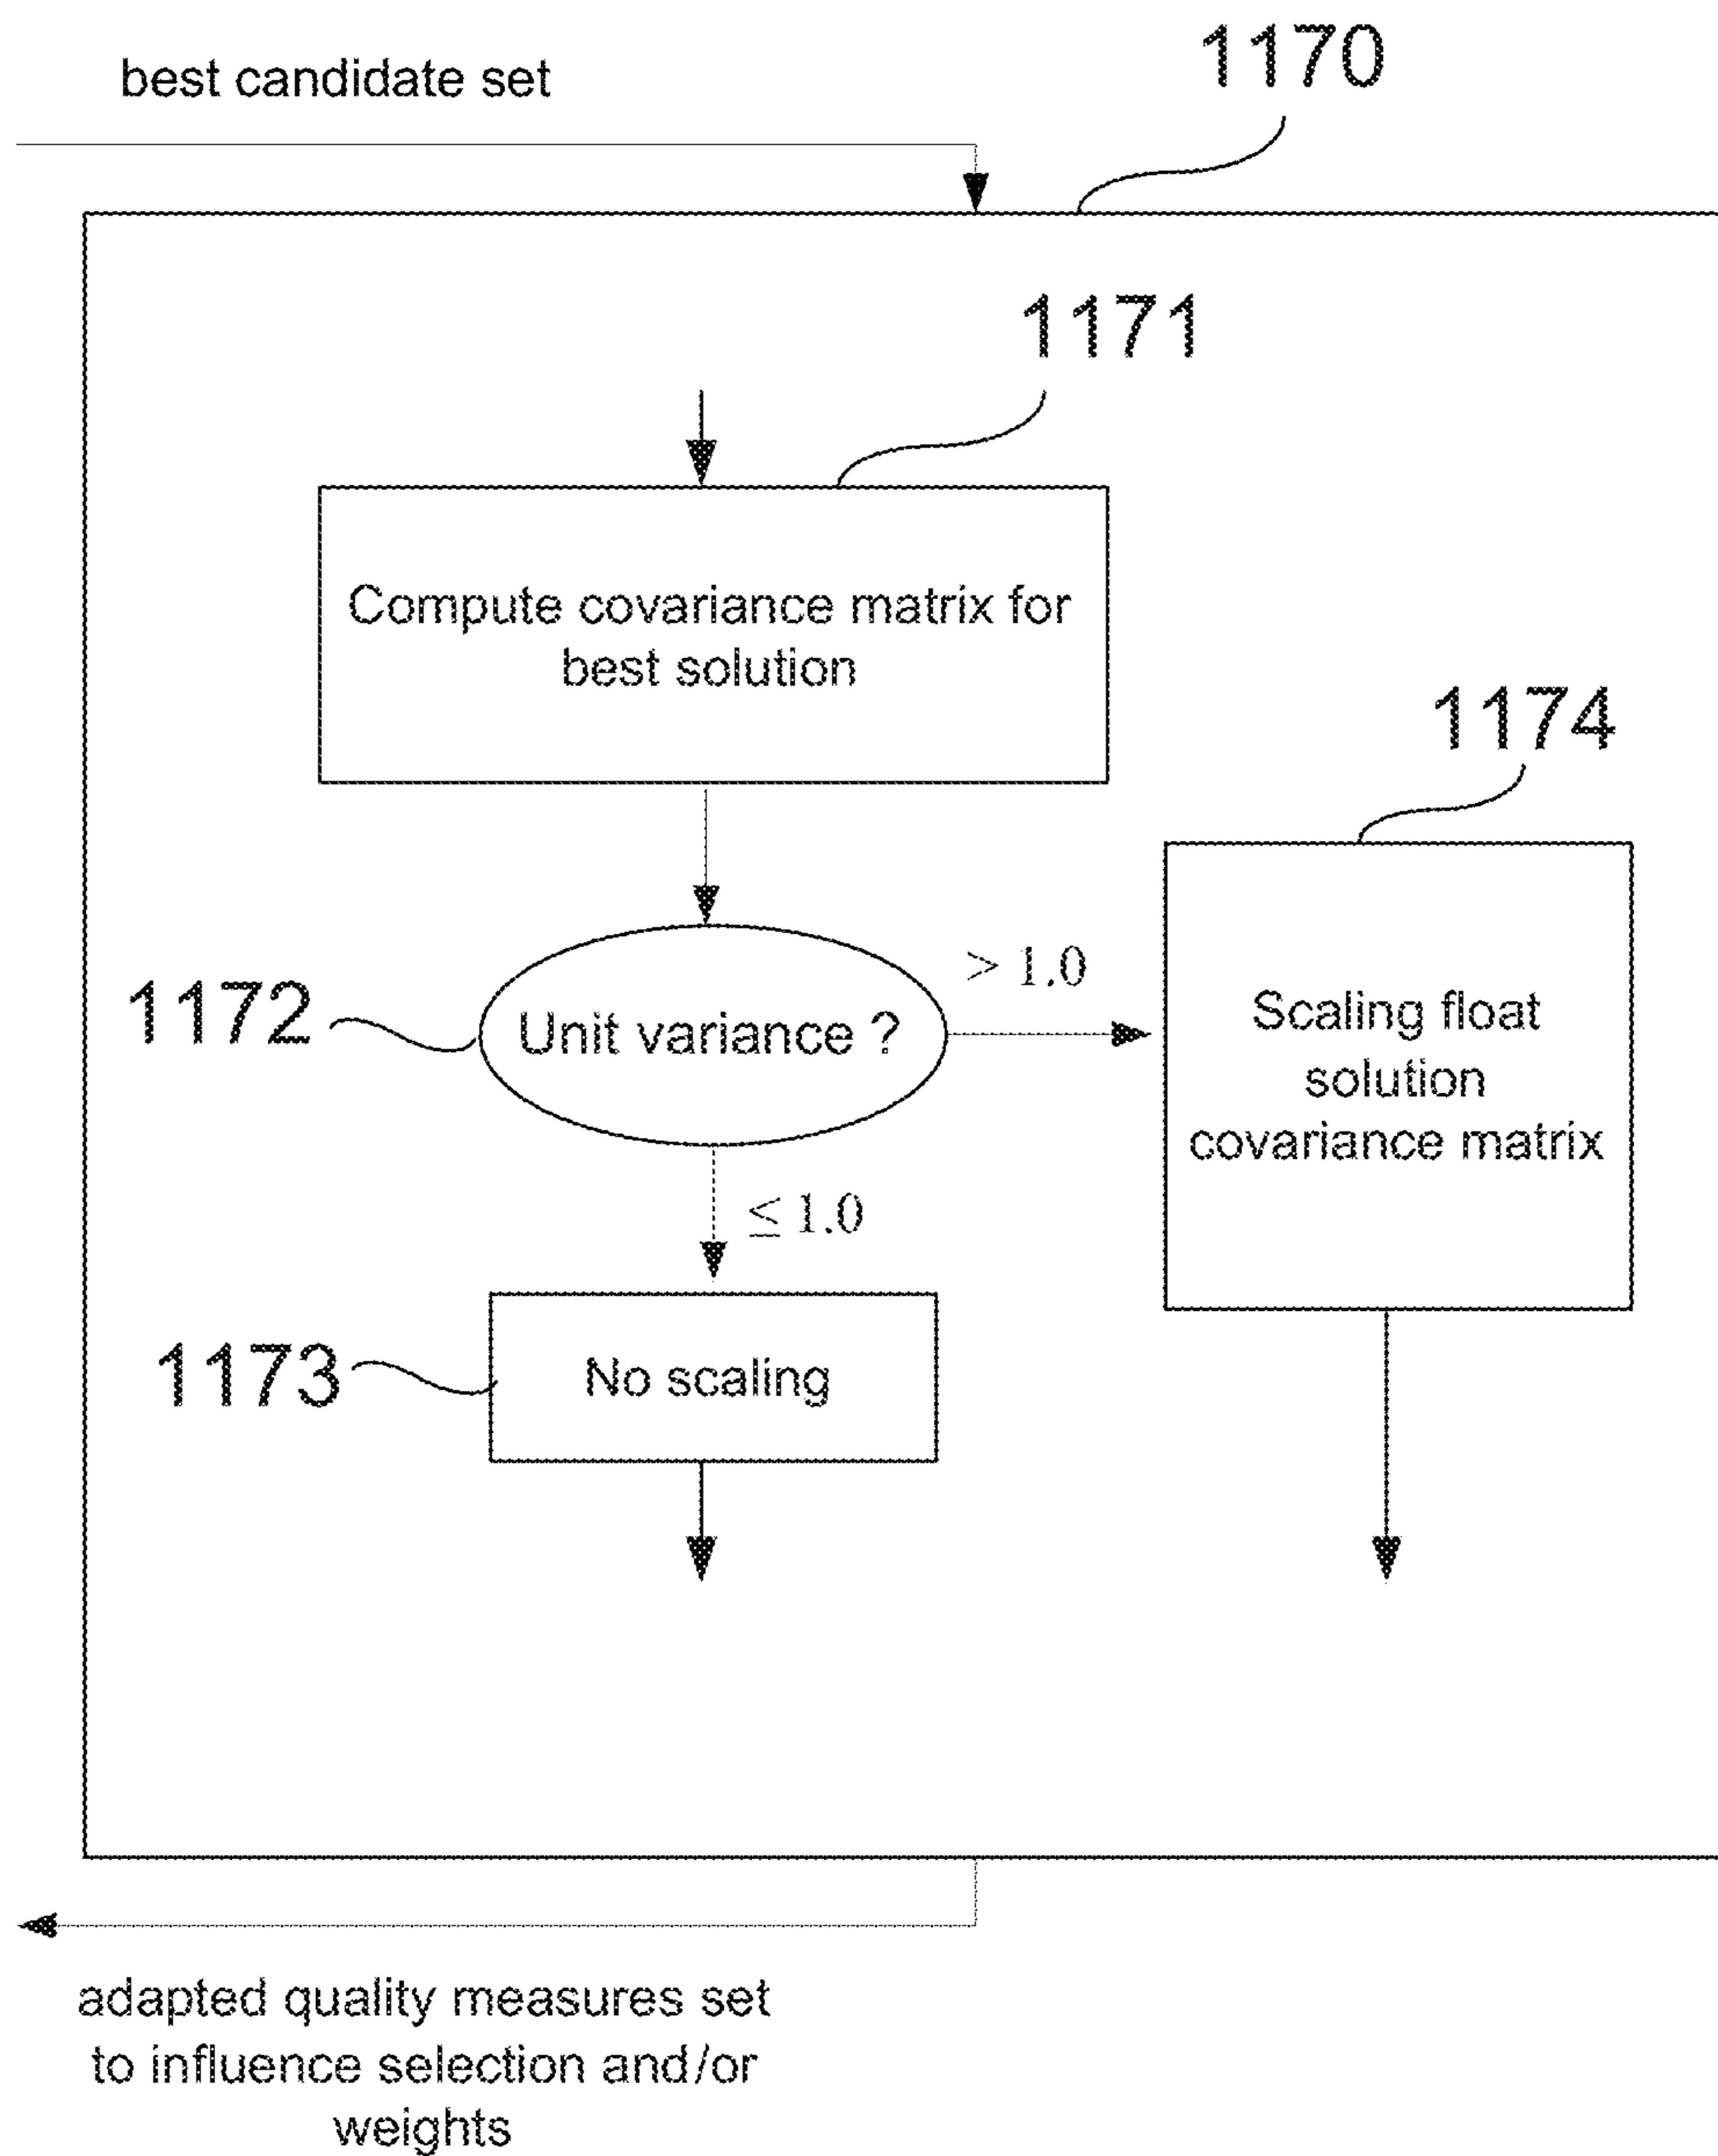 best candidate set
1170
1171
Compute covariance matrix for
best solution
1174
1172
Unit variance ?
> 1.0
Scaling float
solution
covariance matrix
≤ 1.0
1173
No scaling
adapted quality measures set
to influence selection and/or
weights